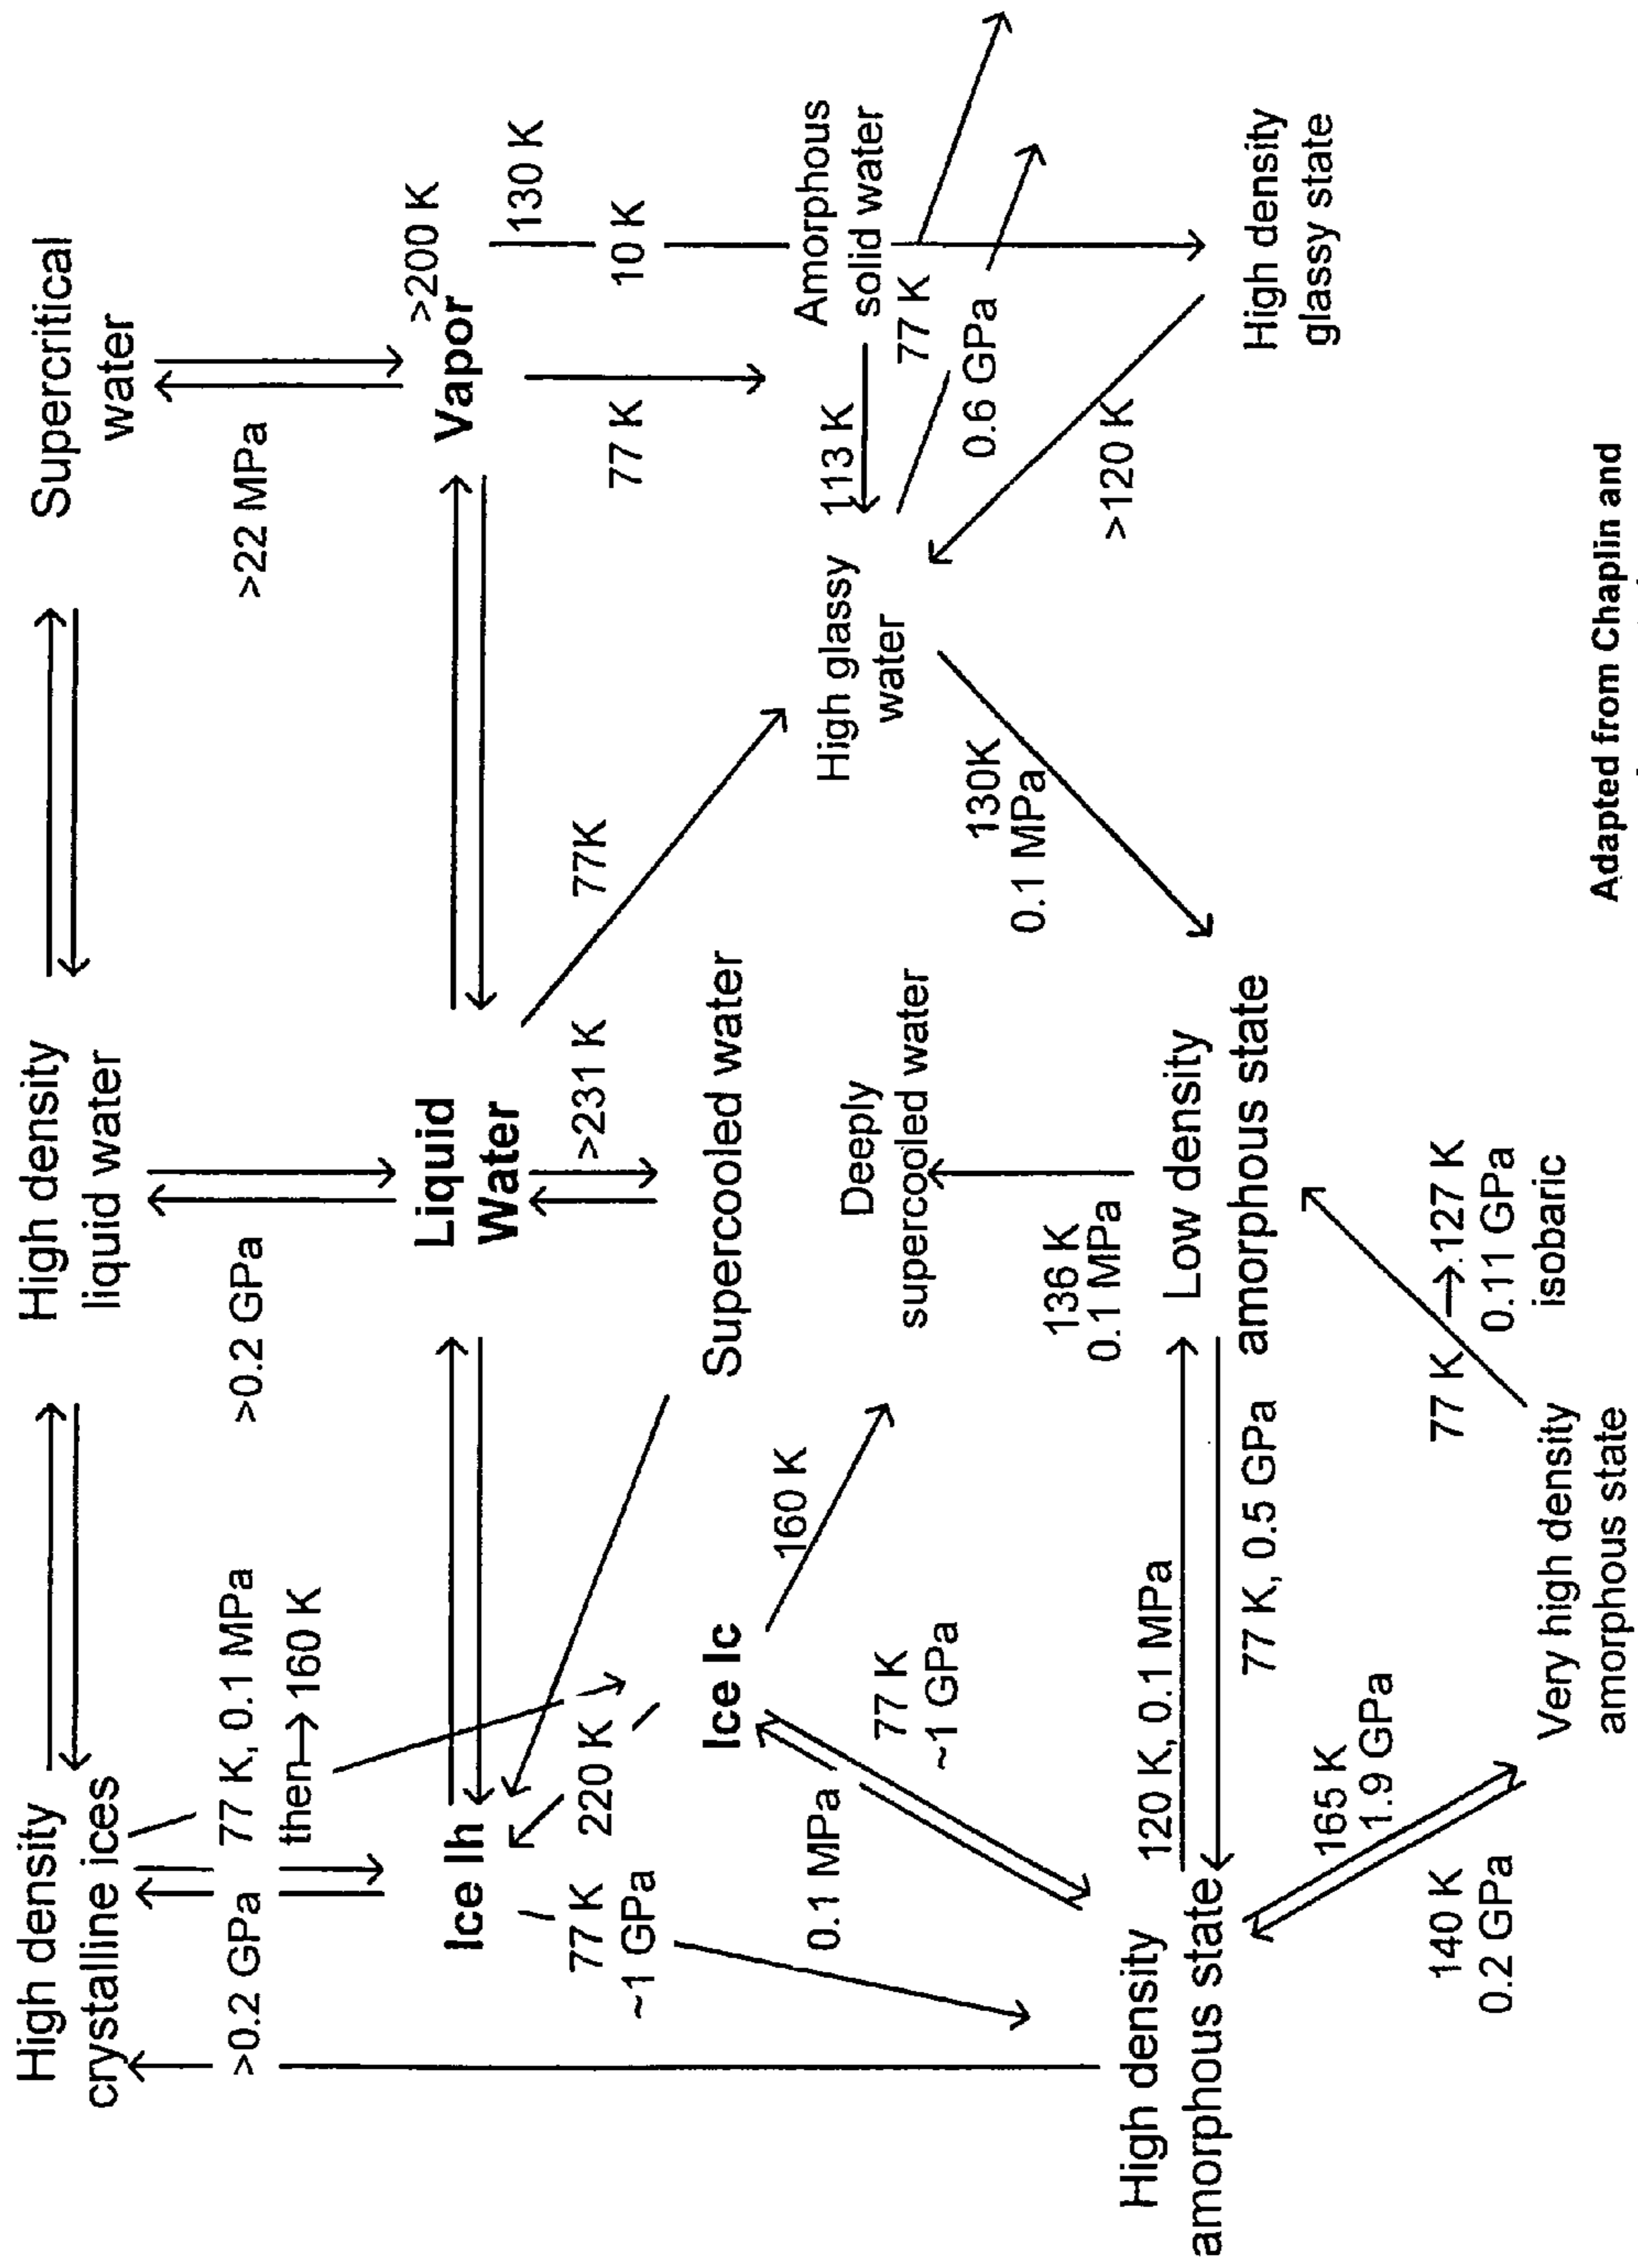 High density
crystalline ices
High density
liquid water
Supercritical
water
>0.2 GPa
77 K, 0.1 MPa
then→160 K
>0.2 GPa
>22 MPa
Ice Ih
Liquid
Water
Vapor
>200 K
130 K
10 K
77 K
~1 GPa
220 K
>231 K
77K
77 K
Ice Ic
Supercooled water
160 K
Deeply
supercooled water
High glassy
water
113 K
Amorphous
solid water
77 K
0.6 GPa
0.1 MPa
77 K
~1 GPa
136 K
0.1 MPa
130K
0.1 MPa
>120 K
High density
amorphous state
120 K, 0.1 MPa
77 K, 0.5 GPa
Low density
amorphous state
High density
glassy state
165 K
1.9 GPa
140 K
0.2 GPa
77 K → 127 K
0.11 GPa
isobaric
Very high density
amorphous state
Adapted from Chaplin and